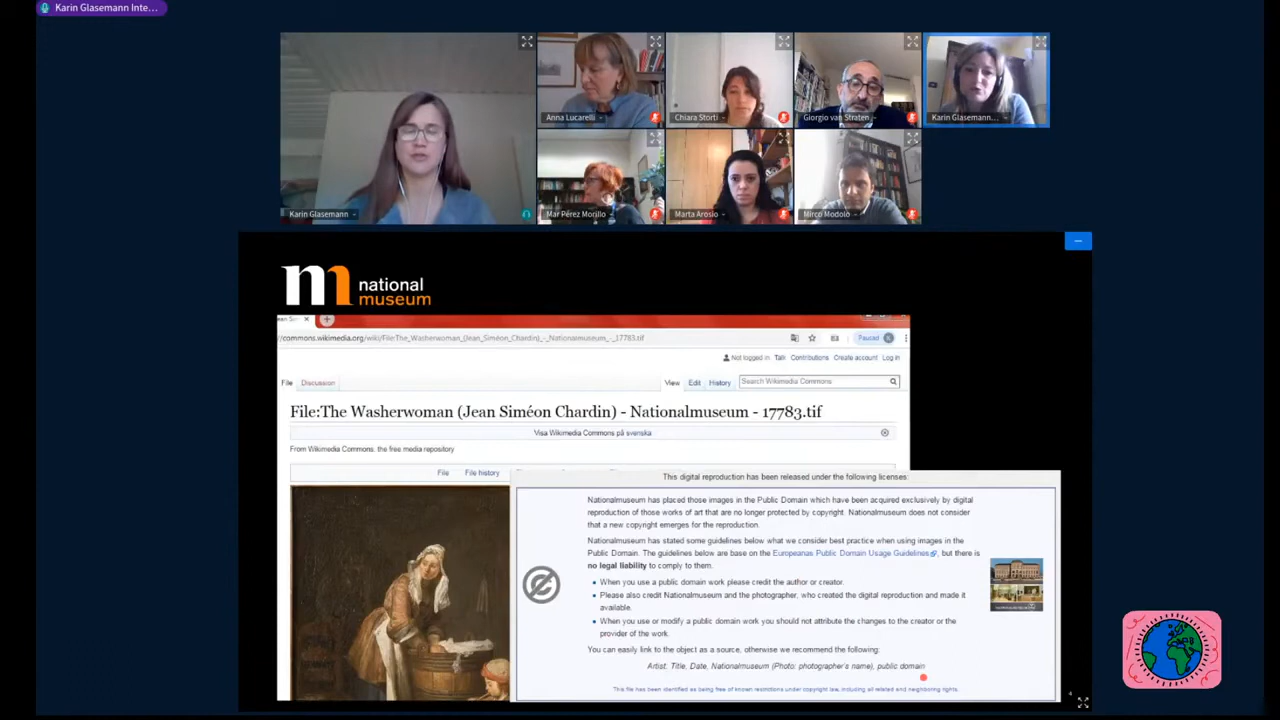 Karin Glasemann Inte...
Anna Lucarelli
Chiara Storti
Giorgio van Straten
Karin Glasemann...
Karin Glasemann
Mar Pérez Morillo
Marta Arosio
Mirco Modolo
national
museum
//commons.wikimedia.org/wiki/File:The_Washerwoman_(Jean_Siméon_Chardin)_-_Nationalmuseum_-_17783.tif
Paused
Not logged in Talk Contributions Create account Log in
File Discussion View Edit History Search Wikimedia Commons
File:The Washerwoman (Jean Siméon Chardin) - Nationalmuseum - 17783.tif
Visa Wikimedia Commons på svenska
From Wikimedia Commons, the free media repository
File File history
This digital reproduction has been released under the following licenses:
Nationalmuseum has placed those images in the Public Domain which have been acquired exclusively by digital
reproduction of those works of art that are no longer protected by copyright. Nationalmuseum does not consider
that a new copyright emerges for the reproduction.
Nationalmuseum has stated some guidelines below what we consider best practice when using images in the
Public Domain. The guidelines below are base on the Europeanas Public Domain Usage Guidelines, but there is
no legal liability to comply to them.
When you use a public domain work please credit the author or creator.
Please also credit Nationalmuseum and the photographer, who created the digital reproduction and made it
available.
When you use or modify a public domain work you should not attribute the changes to the creator or the
provider of the work.
You can easily link to the object as a source, otherwise we recommend the following:
Artist, Title, Date, Nationalmuseum (Photo: photographer's name), public domain
This file has been identified as being free of known restrictions under copyright law, including all related and neighboring rights.
4